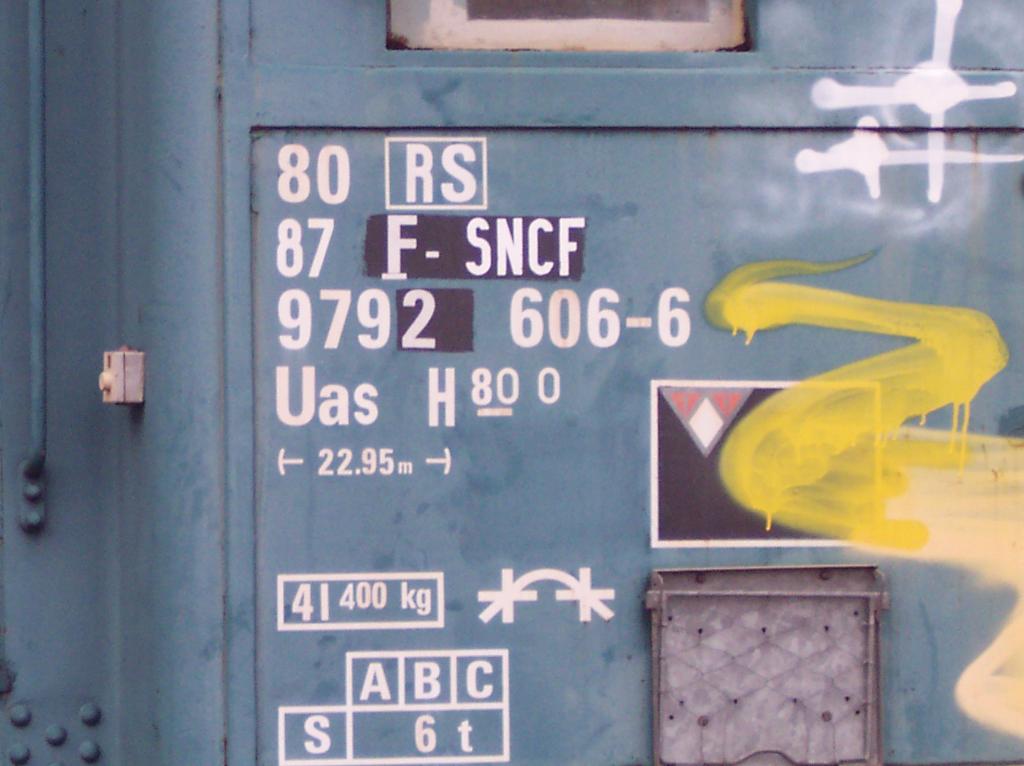 80 RS
87 F- SNCF
9792 606-6
Uas H 80 0
22.95m
41 400 kg
A B C
S 6 t